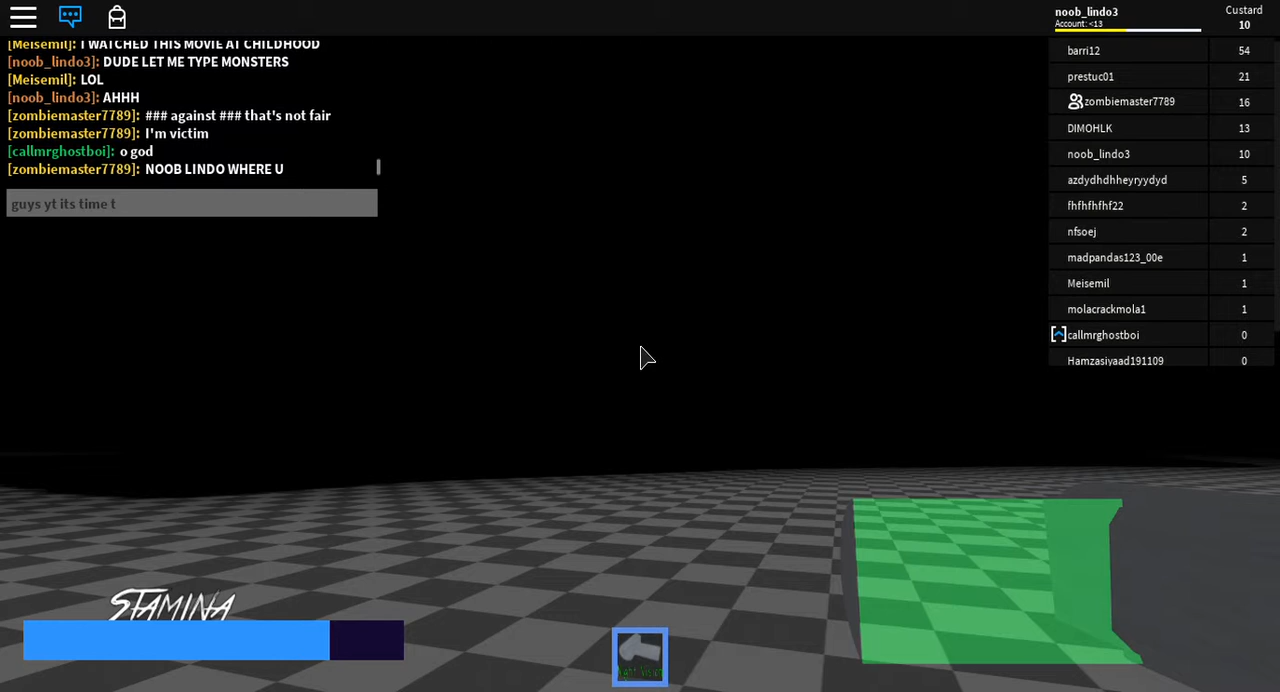 noob_lindo3
Account: <13
Custard
10
[Meisemil]: I WATCHED THIS MOVIE AT CHILDHOOD
[noob_lindo3]: DUDE LET ME TYPE MONSTERS
[Meisemil]: LOL
[noob_lindo3]: AHHH
[zombiemaster7789]: ### against ### that's not fair
[zombiemaster7789]: I'm victim
[callmrghostboi]: o god
[zombiemaster7789]: NOOB LINDO WHERE U
guys yt its time t
barri12 54
prestuc01 21
zombiemaster7789 16
DIMOHLK 13
noob_lindo3 10
azdydhdhheyryydyd 5
fhfhfhfhf22 2
nfsoej 2
madpandas123_00e 1
Meisemil 1
molacrackmola1 1
callmrghostboi 0
Hamzasiyaad191109 0
STAMINA
Night Vision